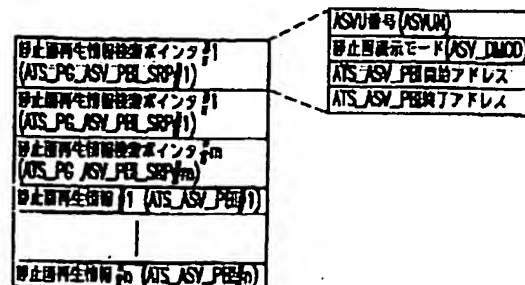 静止画再生情報検索ポインタ#1
(ATS_PG_ASV_PBI_SRP#1)
静止画再生情報検索ポインタ#1
(ATS_PG_ASV_PBI_SRP#1)
静止画再生情報検索ポインタ#m
(ATS_PG_ASV_PBI_SRP#m)
静止画再生情報#1 (ATS_ASV_PBI#1)
静止画再生情報#n (ATS_ASV_PBI#n)
ASVU番号(ASVUN)
静止画表示モード(ASV_DMOD)
ATS_ASV_PBI開始アドレス
ATS_ASV_PBI終了アドレス